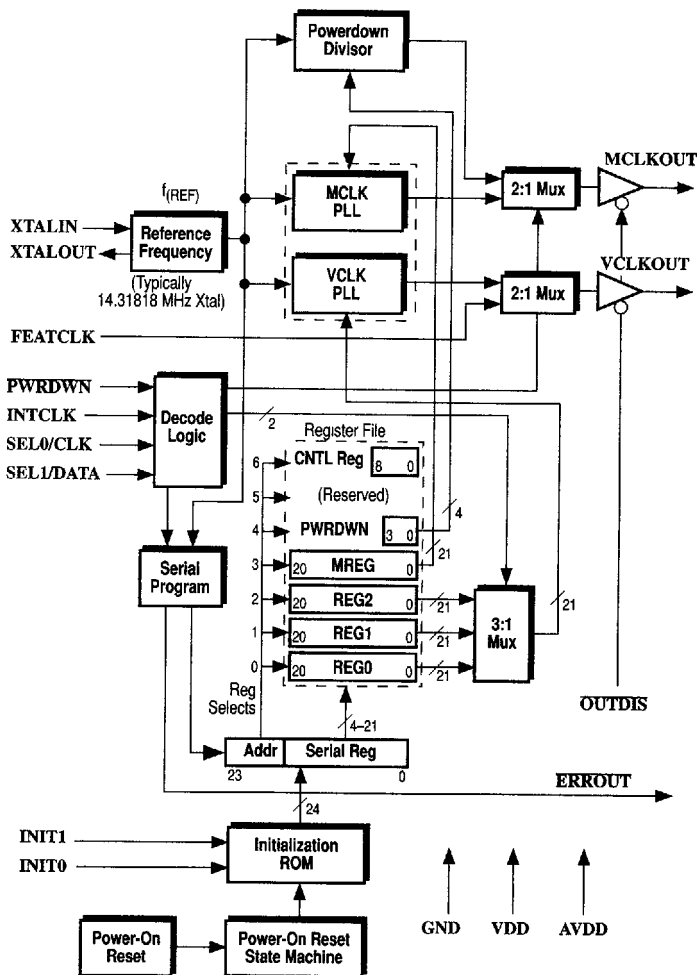 Powerdown
Divisor
MCLKOUT
f(REF)
MCLK
PLL
2:1 Mux
XTALIN
XTALOUT
Reference
Frequency
(Typically
14.31818 MHz Xtal)
VCLK
PLL
2:1 Mux
VCLKOUT
FEATCLK
PWRDWN
INTCLK
SEL0/CLK
SEL1/DATA
Decode
Logic
2
Register File
6
CNTL Reg
8 0
5
(Reserved)
4
PWRDWN
3 0
4
21
3
20 MREG 0
Serial
Program
2
20 REG2 0
21
1
20 REG1 0
21
0
20 REG0 0
21
3:1
Mux
21
Reg
Selects
4–21
OUTDIS
Addr
Serial Reg
23
0
ERROUT
24
INIT1
INIT0
Initialization
ROM
GND
VDD
AVDD
Power-On
Reset
Power-On Reset
State Machine